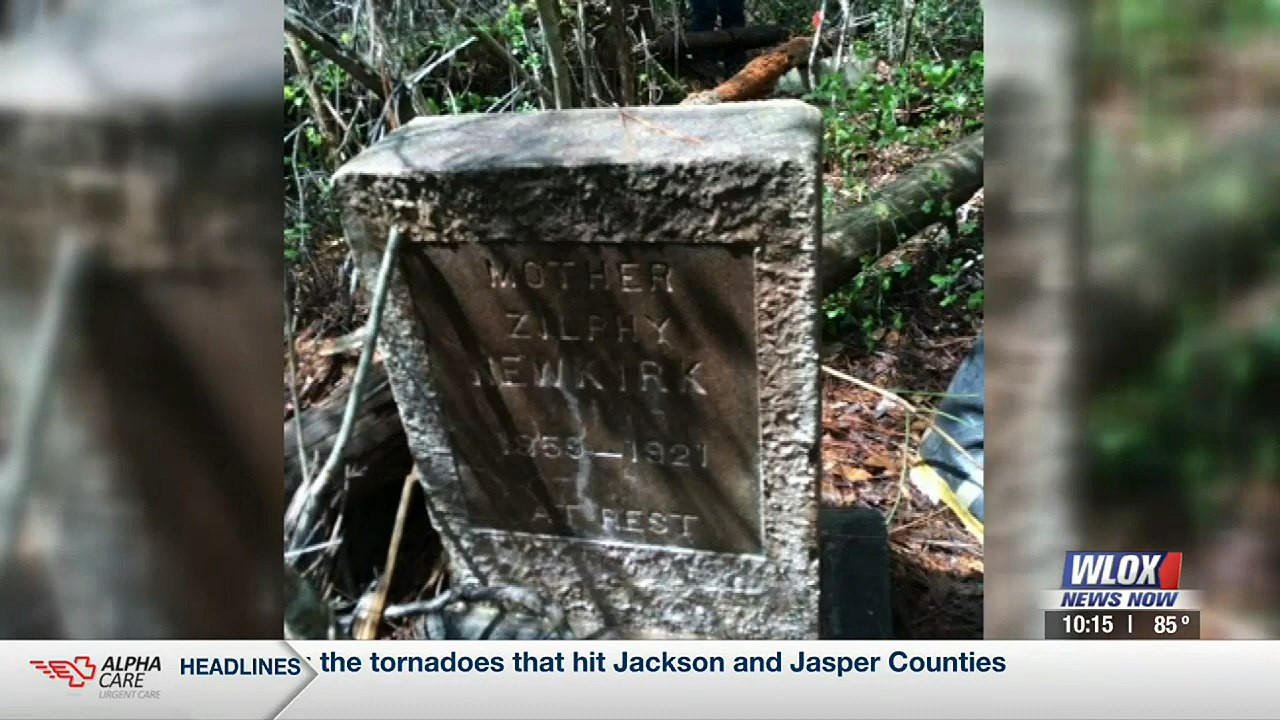 MOTHER
ZILPHY
NEWKIRK
1859–1921
AT REST
WLOX
NEWS NOW
10:15 | 85°
ALPHA
CARE
URGENT CARE
HEADLINES
the tornadoes that hit Jackson and Jasper Counties